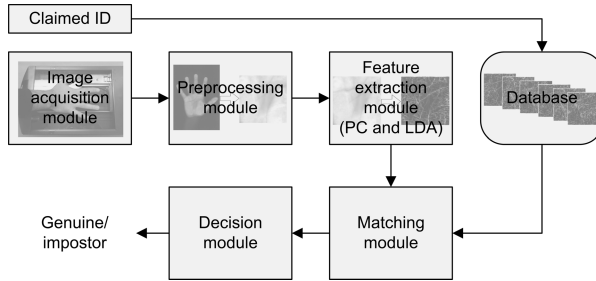 Claimed ID
Image
acquisition
module
Preprocessing
module
Feature
extraction
module
(PC and LDA)
Database
Genuine/
impostor
Decision
module
Matching
module